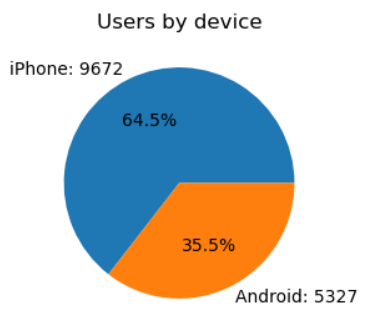 Users by device
iPhone: 9672
64.5%
35.5%
Android: 5327